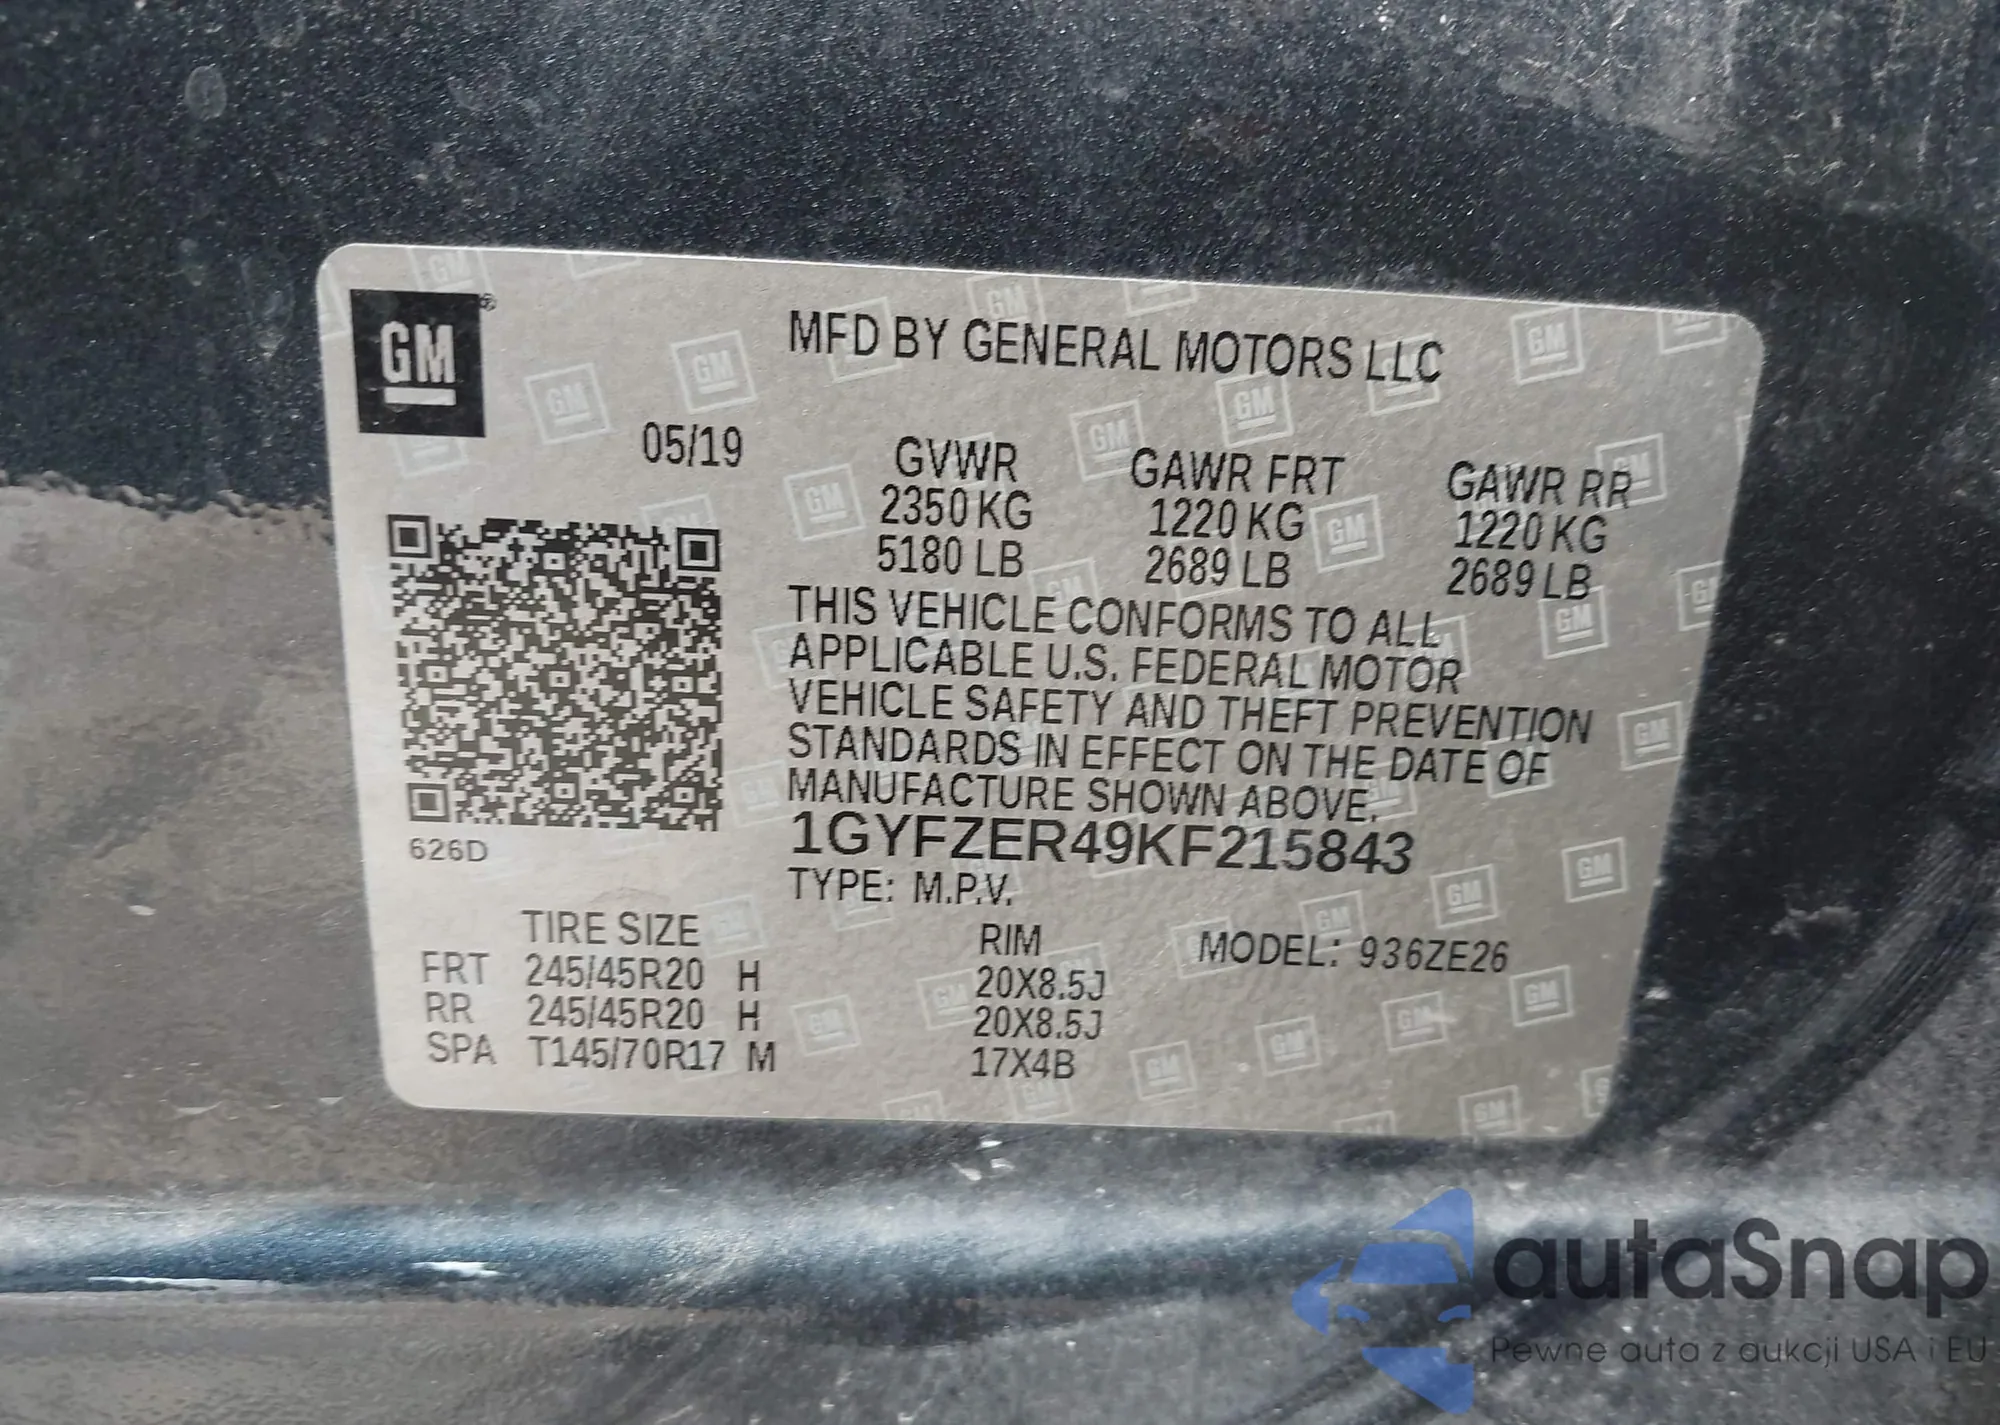 GM®
MFD BY GENERAL MOTORS LLC
05/19
GVWR GAWR FRT GAWR RR
2350 KG 1220 KG 1220 KG
5180 LB 2689 LB 2689 LB
THIS VEHICLE CONFORMS TO ALL
APPLICABLE U.S. FEDERAL MOTOR
VEHICLE SAFETY AND THEFT PREVENTION
STANDARDS IN EFFECT ON THE DATE OF
MANUFACTURE SHOWN ABOVE.
1GYFZER49KF215843
626D
TYPE: M.P.V.
TIRE SIZE RIM MODEL: 936ZE26
FRT 245/45R20 H 20X8.5J
RR 245/45R20 H 20X8.5J
SPA T145/70R17 M 17X4B
autaSnap
Pewne auta z aukcji USA i EU